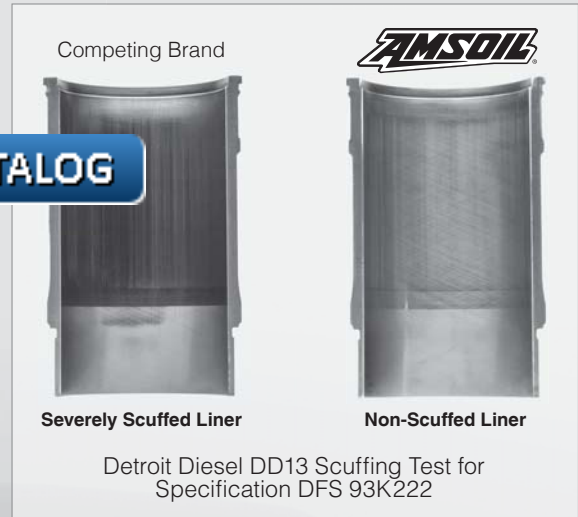 Competing Brand
AMSOIL®
TALOG
Severely Scuffed Liner
Non-Scuffed Liner
Detroit Diesel DD13 Scuffing Test for
Specification DFS 93K222